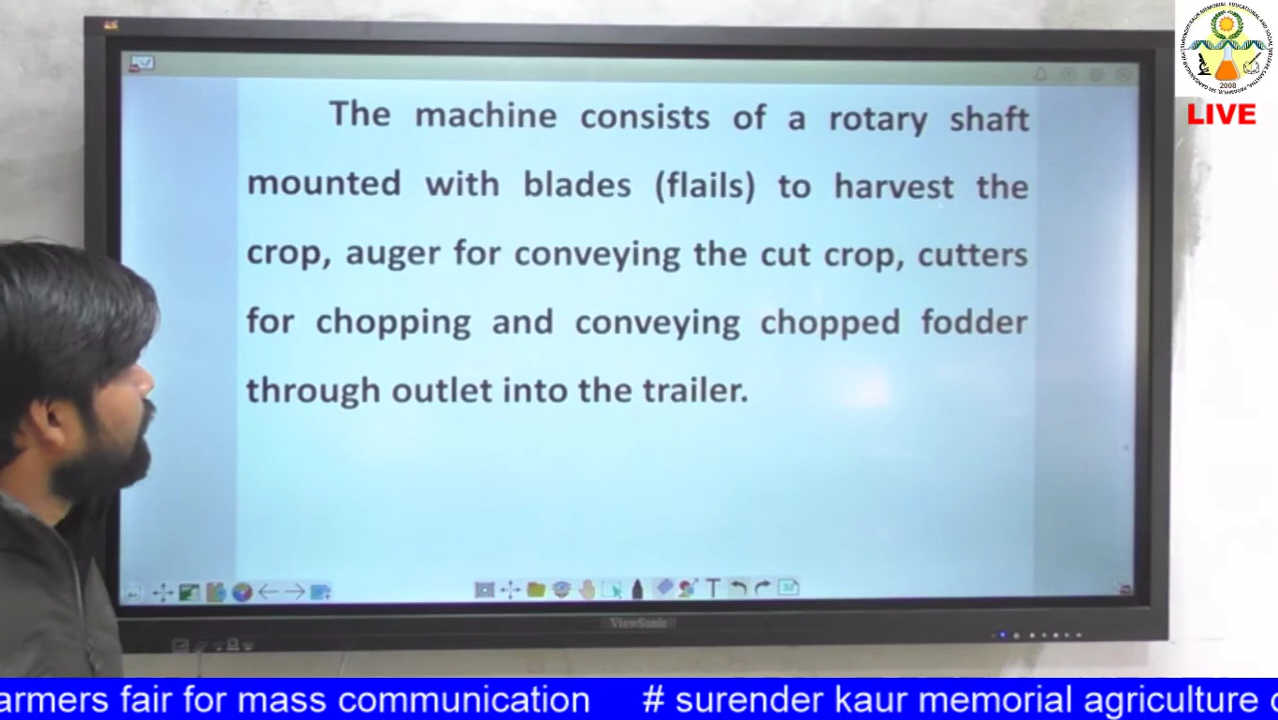 The machine consists of a rotary shaft
mounted with blades (flails) to harvest the
crop, auger for conveying the cut crop, cutters
for chopping and conveying chopped fodder
through outlet into the trailer.
ViewSonic
2008
LIVE
armers fair for mass communication # surender kaur memorial agriculture c